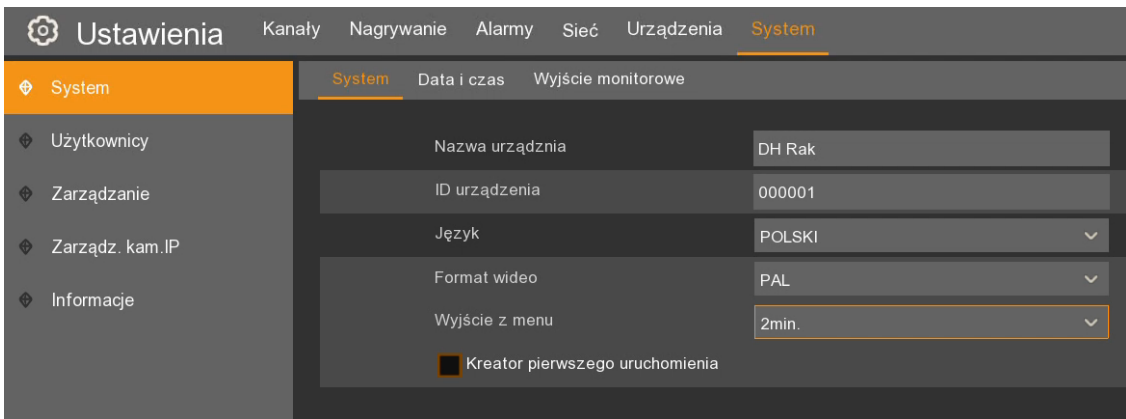 Ustawienia Kanały Nagrywanie Alarmy Sieć Urządzenia System
System
Użytkownicy
Zarządzanie
Zarządz. kam.IP
Informacje
System Data i czas Wyjście monitorowe
Nazwa urządznia DH Rak
ID urządzenia 000001
Język POLSKI
Format wideo PAL
Wyjście z menu 2min.
Kreator pierwszego uruchomienia